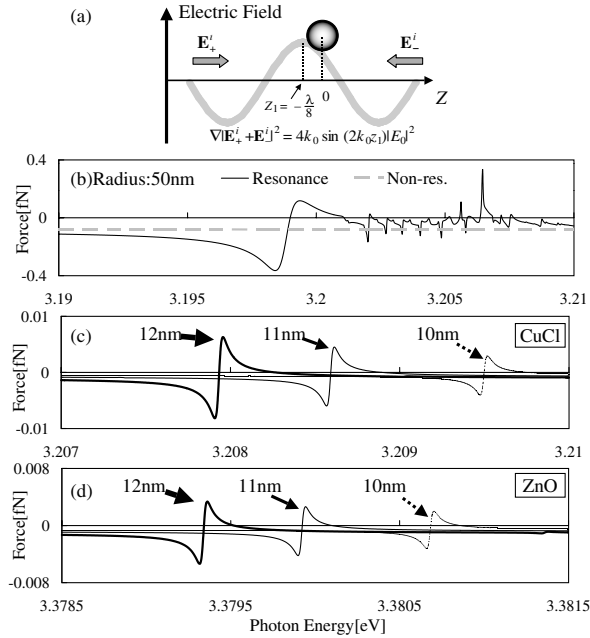 (a)
Electric Field
E₊ⁱ
E₋ⁱ
0
Z
Z₁= − λ/8
∇|E₊ⁱ+E₋ⁱ|² = 4k₀ sin (2k₀z₁)|E₀|²
(b)Radius:50nm
Resonance
Non-res.
Force[fN]
0.4
0
-0.4
3.19
3.195
3.2
3.205
3.21
(c)
12nm
11nm
10nm
CuCl
Force[fN]
0.01
0
-0.01
3.207
3.208
3.209
3.21
(d)
12nm
11nm
10nm
ZnO
Force[fN]
0.008
0
-0.008
3.3785
3.3795
3.3805
3.3815
Photon Energy[eV]